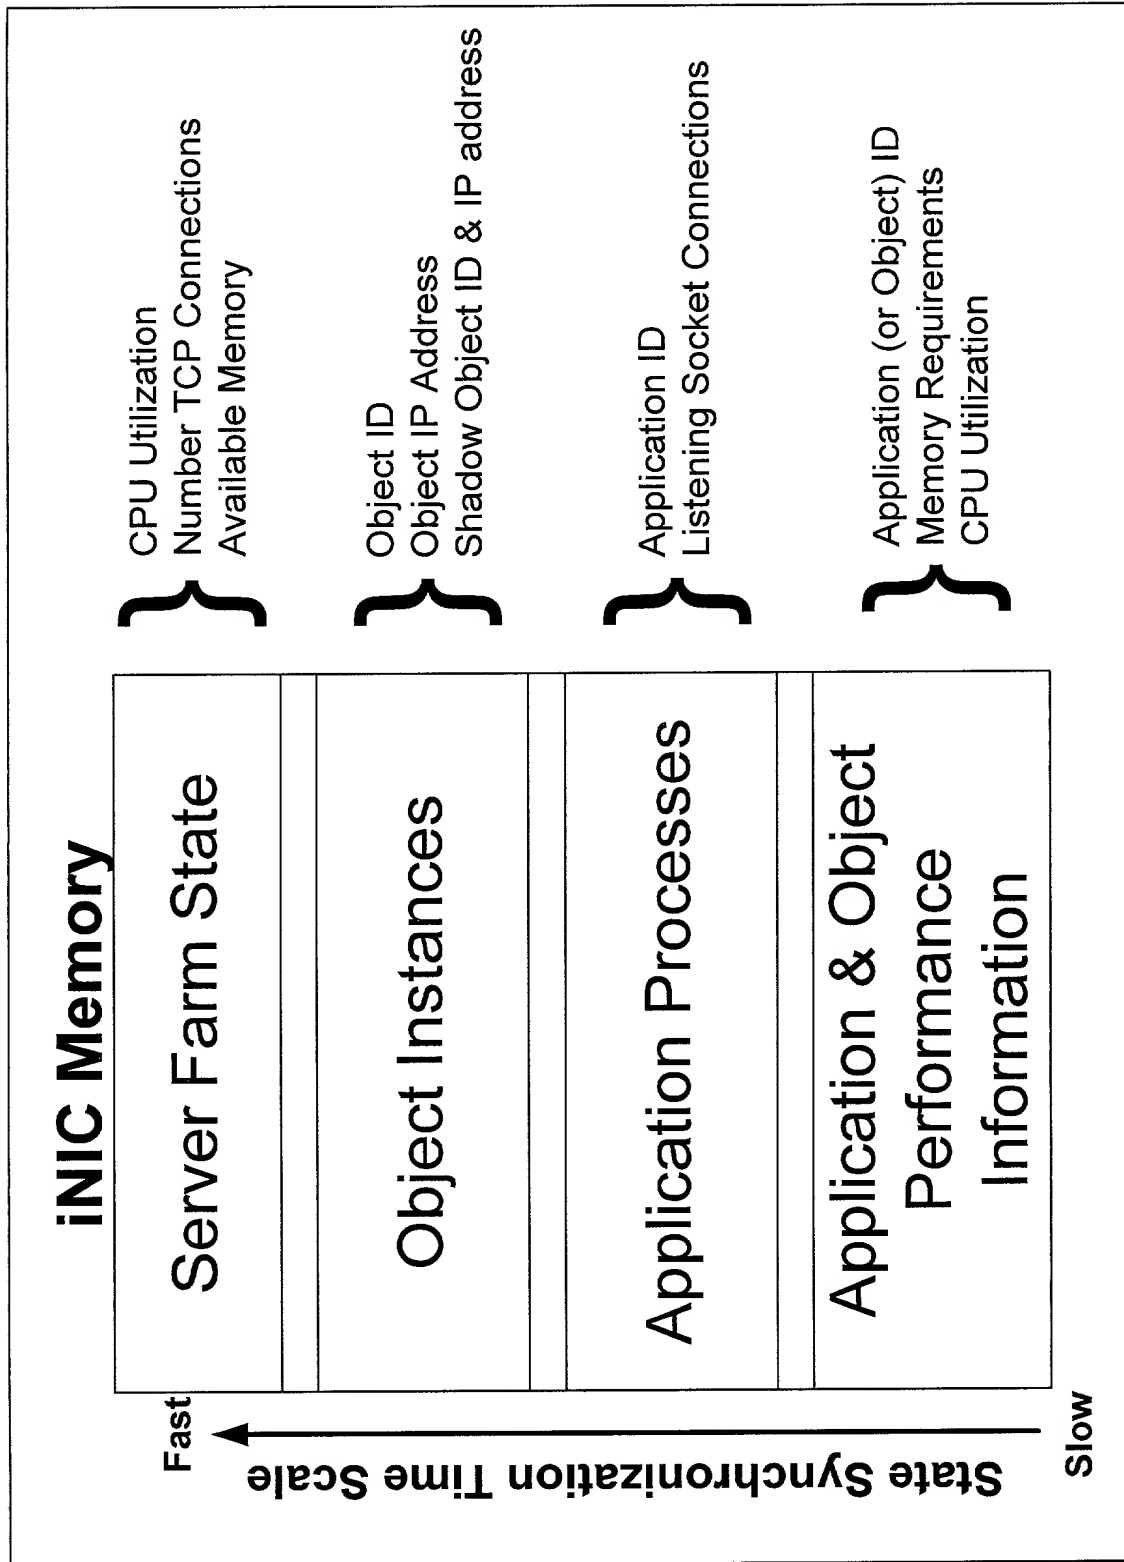 iNIC Memory
Fast
State Synchronization Time Scale
Slow
Server Farm State
CPU Utilization
Number TCP Connections
Available Memory
Object Instances
Object ID
Object IP Address
Shadow Object ID & IP address
Application Processes
Application ID
Listening Socket Connections
Application & Object
Performance
Information
Application (or Object) ID
Memory Requirements
CPU Utilization